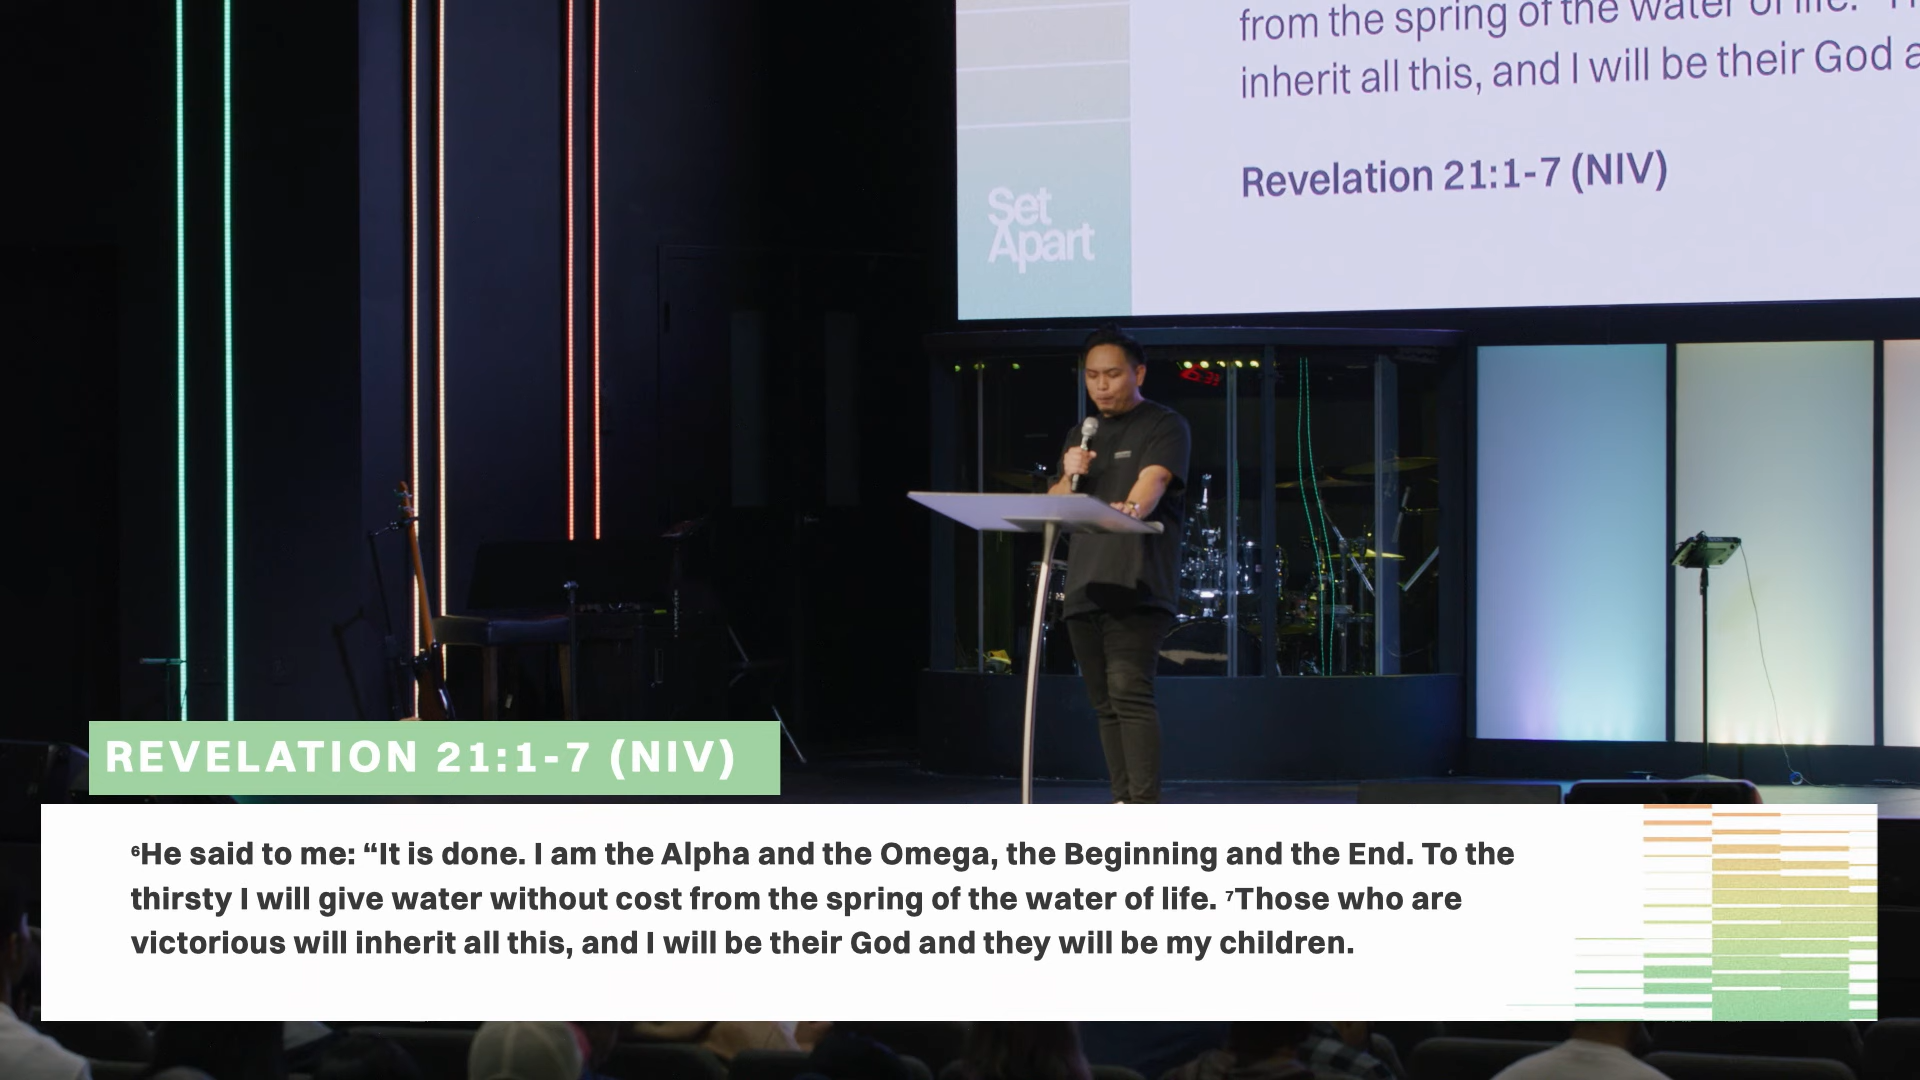 from the spring of the water of life.
inherit all this, and I will be their God
Revelation 21:1-7 (NIV)
Set
Apart
REVELATION 21:1-7 (NIV)
⁶He said to me: “It is done. I am the Alpha and the Omega, the Beginning and the End. To the
thirsty I will give water without cost from the spring of the water of life. ⁷Those who are
victorious will inherit all this, and I will be their God and they will be my children.